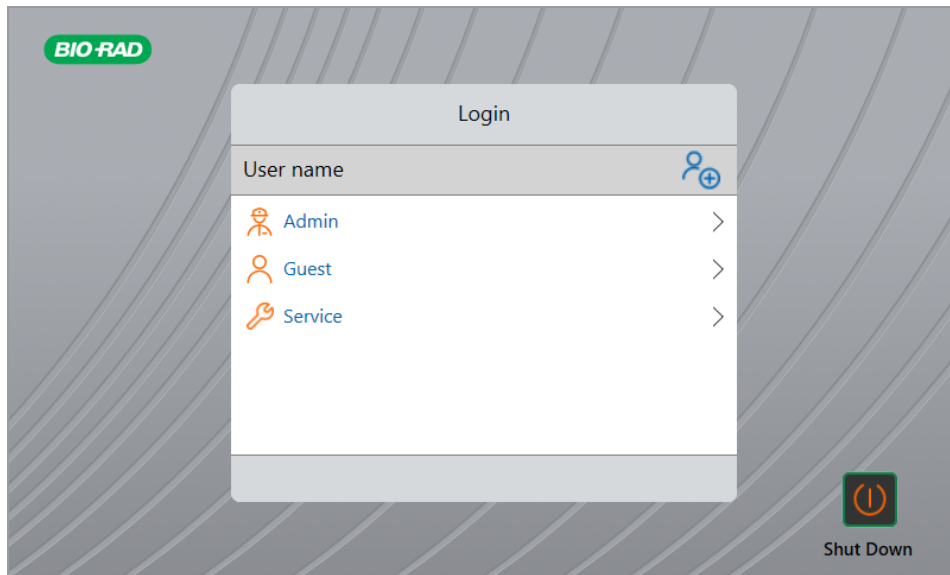 BIO-RAD
Login
User name
Admin
Guest
Service
Shut Down